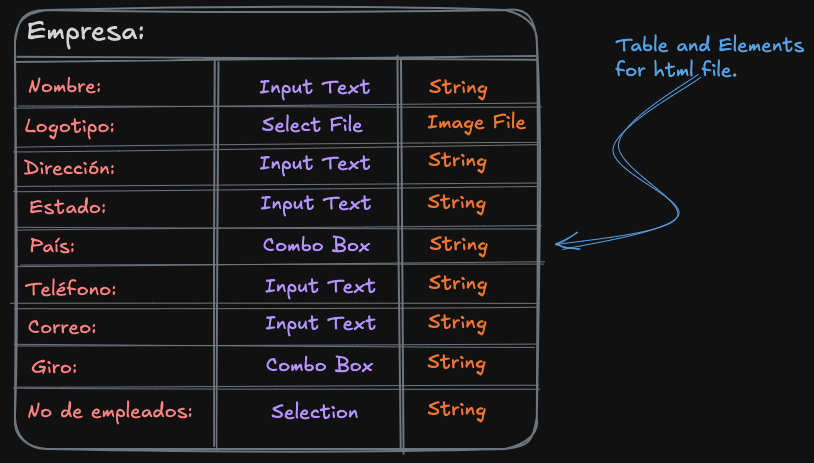 Empresa:
Nombre: Input Text String
Logotipo: Select File Image File
Dirección: Input Text String
Estado: Input Text String
País: Combo Box String
Teléfono: Input Text String
Correo: Input Text String
Giro: Combo Box String
No de empleados: Selection String
Table and Elements
for html file.